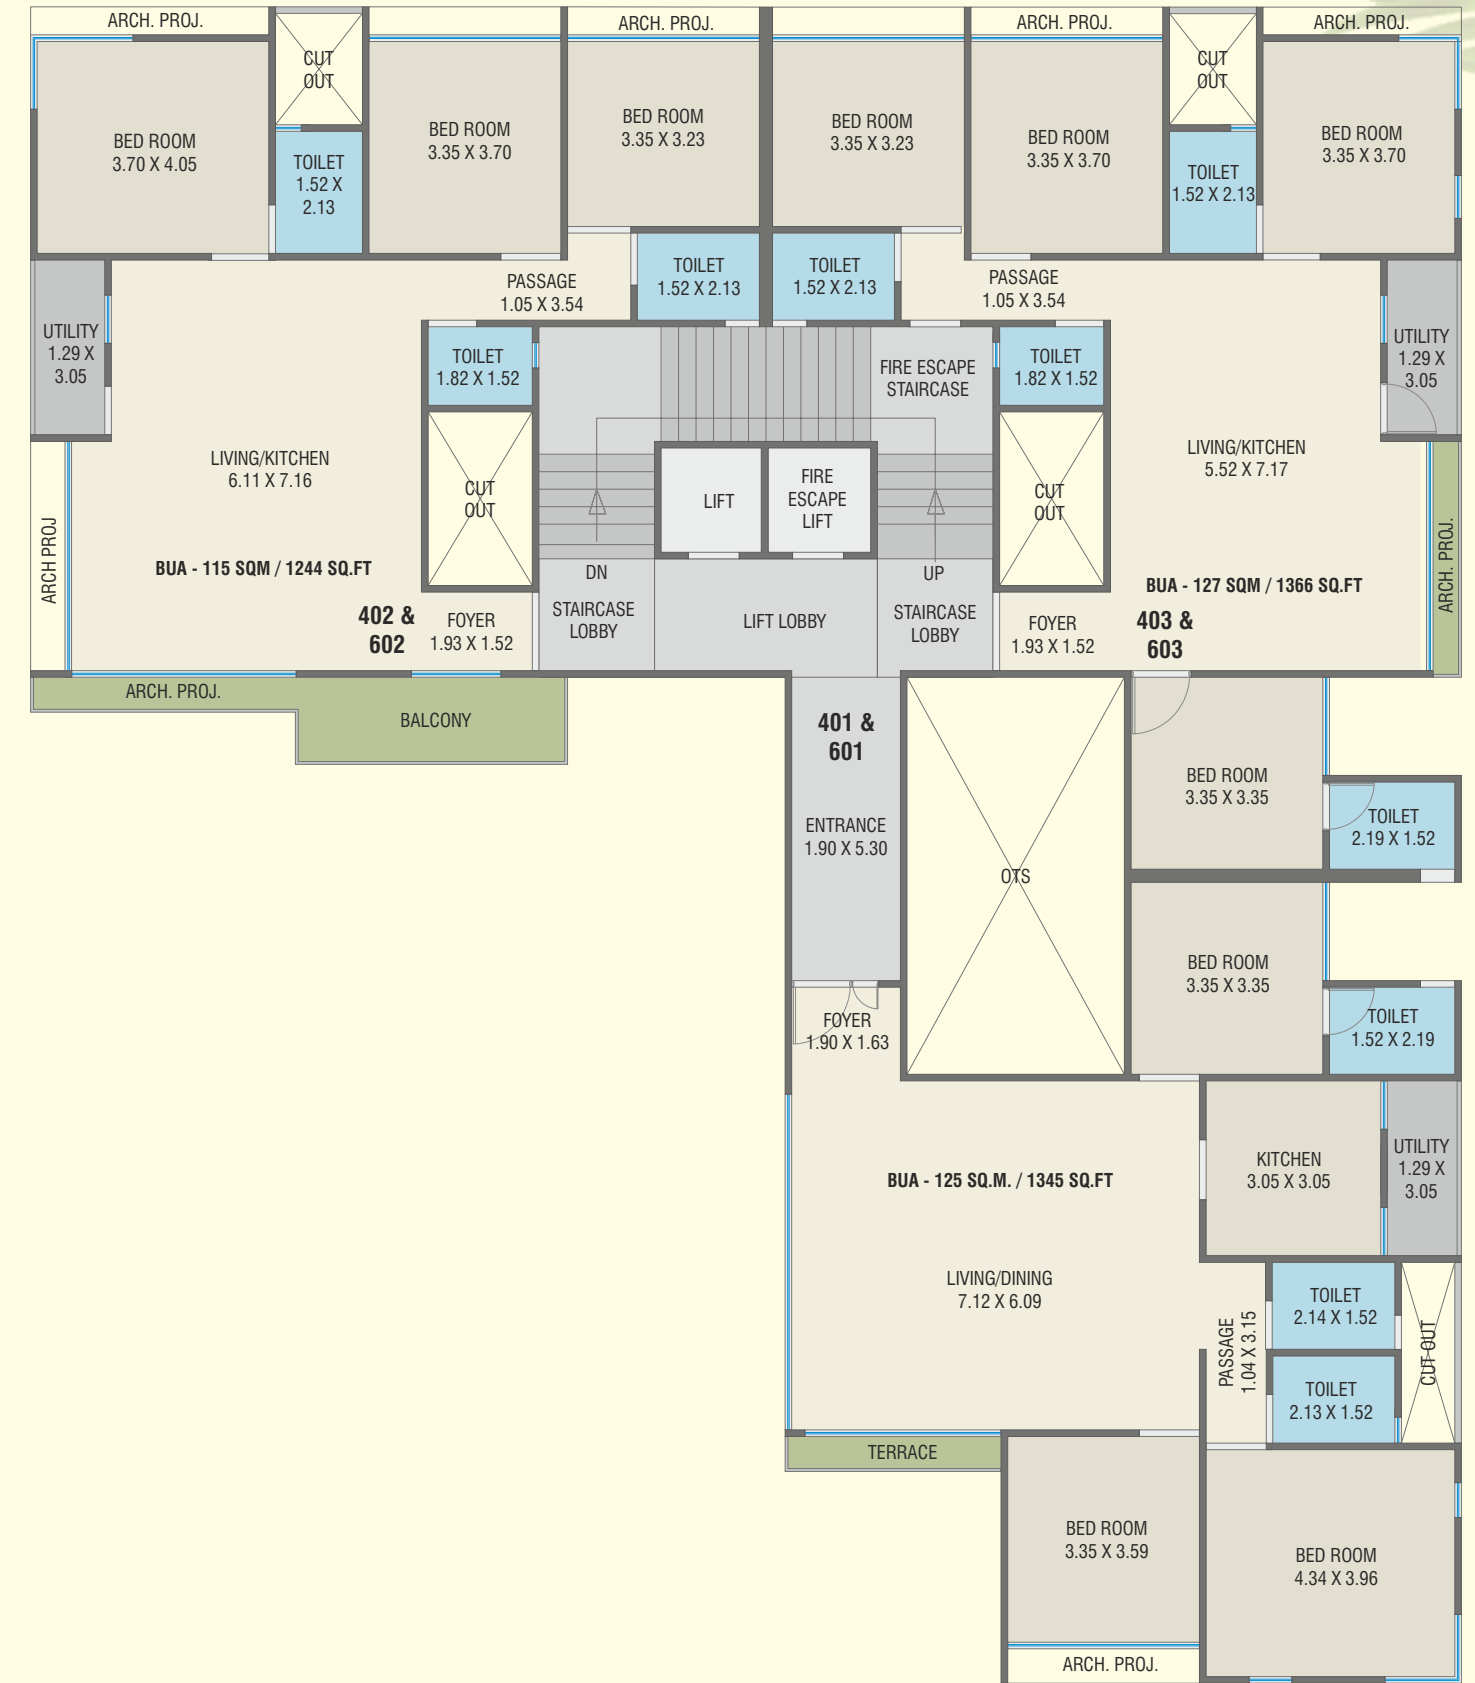 ARCH. PROJ.
ARCH. PROJ.
ARCH. PROJ.
ARCH. PROJ.
CUT
OUT
CUT
OUT
BED ROOM
3.70 X 4.05
TOILET
1.52 X
2.13
BED ROOM
3.35 X 3.70
BED ROOM
3.35 X 3.23
BED ROOM
3.35 X 3.23
BED ROOM
3.35 X 3.70
TOILET
1.52 X 2.13
BED ROOM
3.35 X 3.70
PASSAGE
1.05 X 3.54
TOILET
1.52 X 2.13
TOILET
1.52 X 2.13
PASSAGE
1.05 X 3.54
UTILITY
1.29 X
3.05
TOILET
1.82 X 1.52
FIRE ESCAPE
STAIRCASE
TOILET
1.82 X 1.52
UTILITY
1.29 X
3.05
LIVING/KITCHEN
6.11 X 7.16
CUT
OUT
LIFT
FIRE
ESCAPE
LIFT
CUT
OUT
LIVING/KITCHEN
5.52 X 7.17
ARCH PROJ
BUA - 115 SQM / 1244 SQ.FT
DN
UP
BUA - 127 SQM / 1366 SQ.FT
ARCH. PROJ.
402 &
602
FOYER
1.93 X 1.52
STAIRCASE
LOBBY
LIFT LOBBY
STAIRCASE
LOBBY
FOYER
1.93 X 1.52
403 &
603
ARCH. PROJ.
BALCONY
401 &
601
ENTRANCE
1.90 X 5.30
OTS
BED ROOM
3.35 X 3.35
TOILET
2.19 X 1.52
BED ROOM
3.35 X 3.35
TOILET
1.52 X 2.19
FOYER
1.90 X 1.63
BUA - 125 SQ.M. / 1345 SQ.FT
KITCHEN
3.05 X 3.05
UTILITY
1.29 X
3.05
LIVING/DINING
7.12 X 6.09
PASSAGE
1.04 X 3.15
TOILET
2.14 X 1.52
CUT OUT
TOILET
2.13 X 1.52
TERRACE
BED ROOM
3.35 X 3.59
BED ROOM
4.34 X 3.96
ARCH. PROJ.